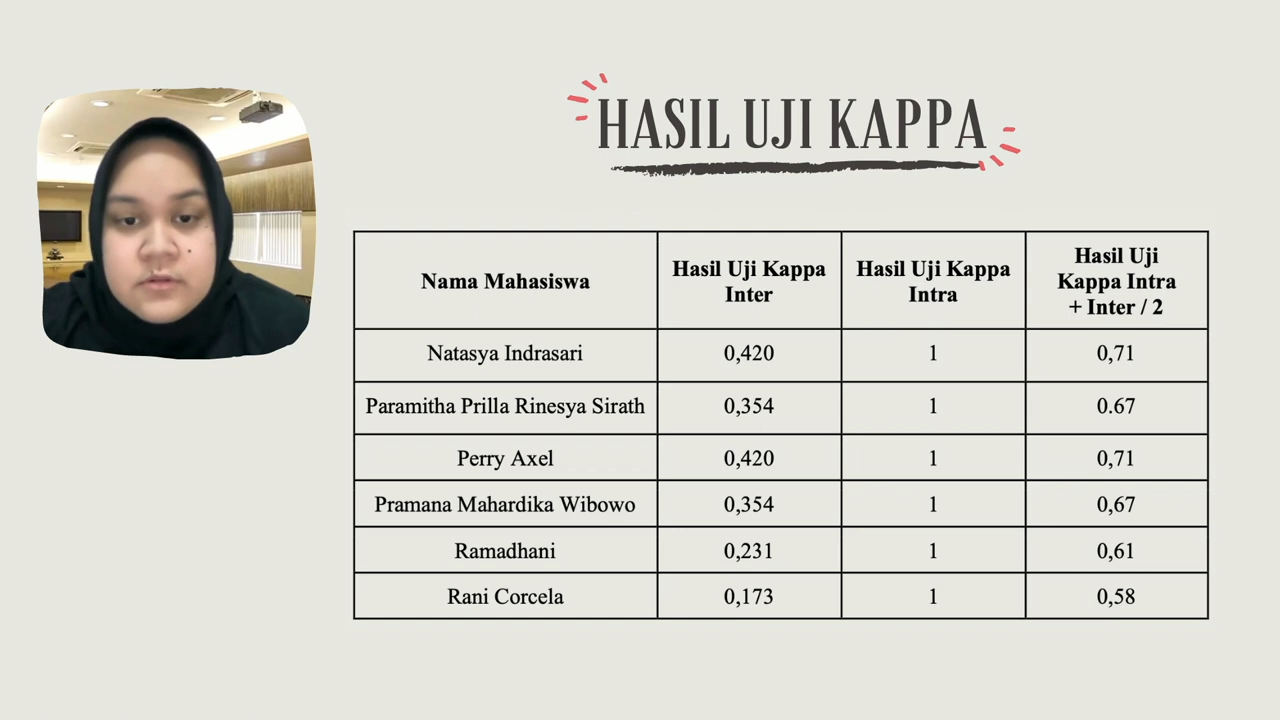 HASIL UJI KAPPA
Nama Mahasiswa
Hasil Uji Kappa
Inter
Hasil Uji Kappa
Intra
Hasil Uji
Kappa Intra
+ Inter / 2
Natasya Indrasari 0,420 1 0,71
Paramitha Prilla Rinesya Sirath 0,354 1 0.67
Perry Axel 0,420 1 0,71
Pramana Mahardika Wibowo 0,354 1 0,67
Ramadhani 0,231 1 0,61
Rani Corcela 0,173 1 0,58